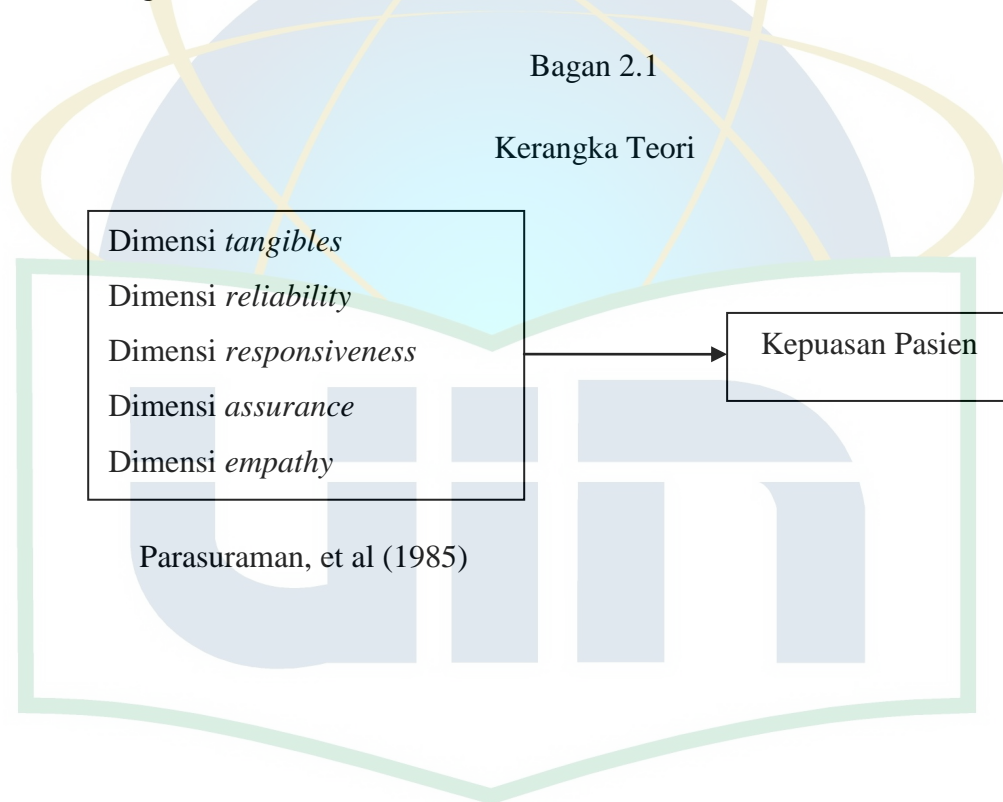 Bagan 2.1
Kerangka Teori
Dimensi tangibles
Dimensi reliability
Dimensi responsiveness
Dimensi assurance
Dimensi empathy
Kepuasan Pasien
Parasuraman, et al (1985)
uin